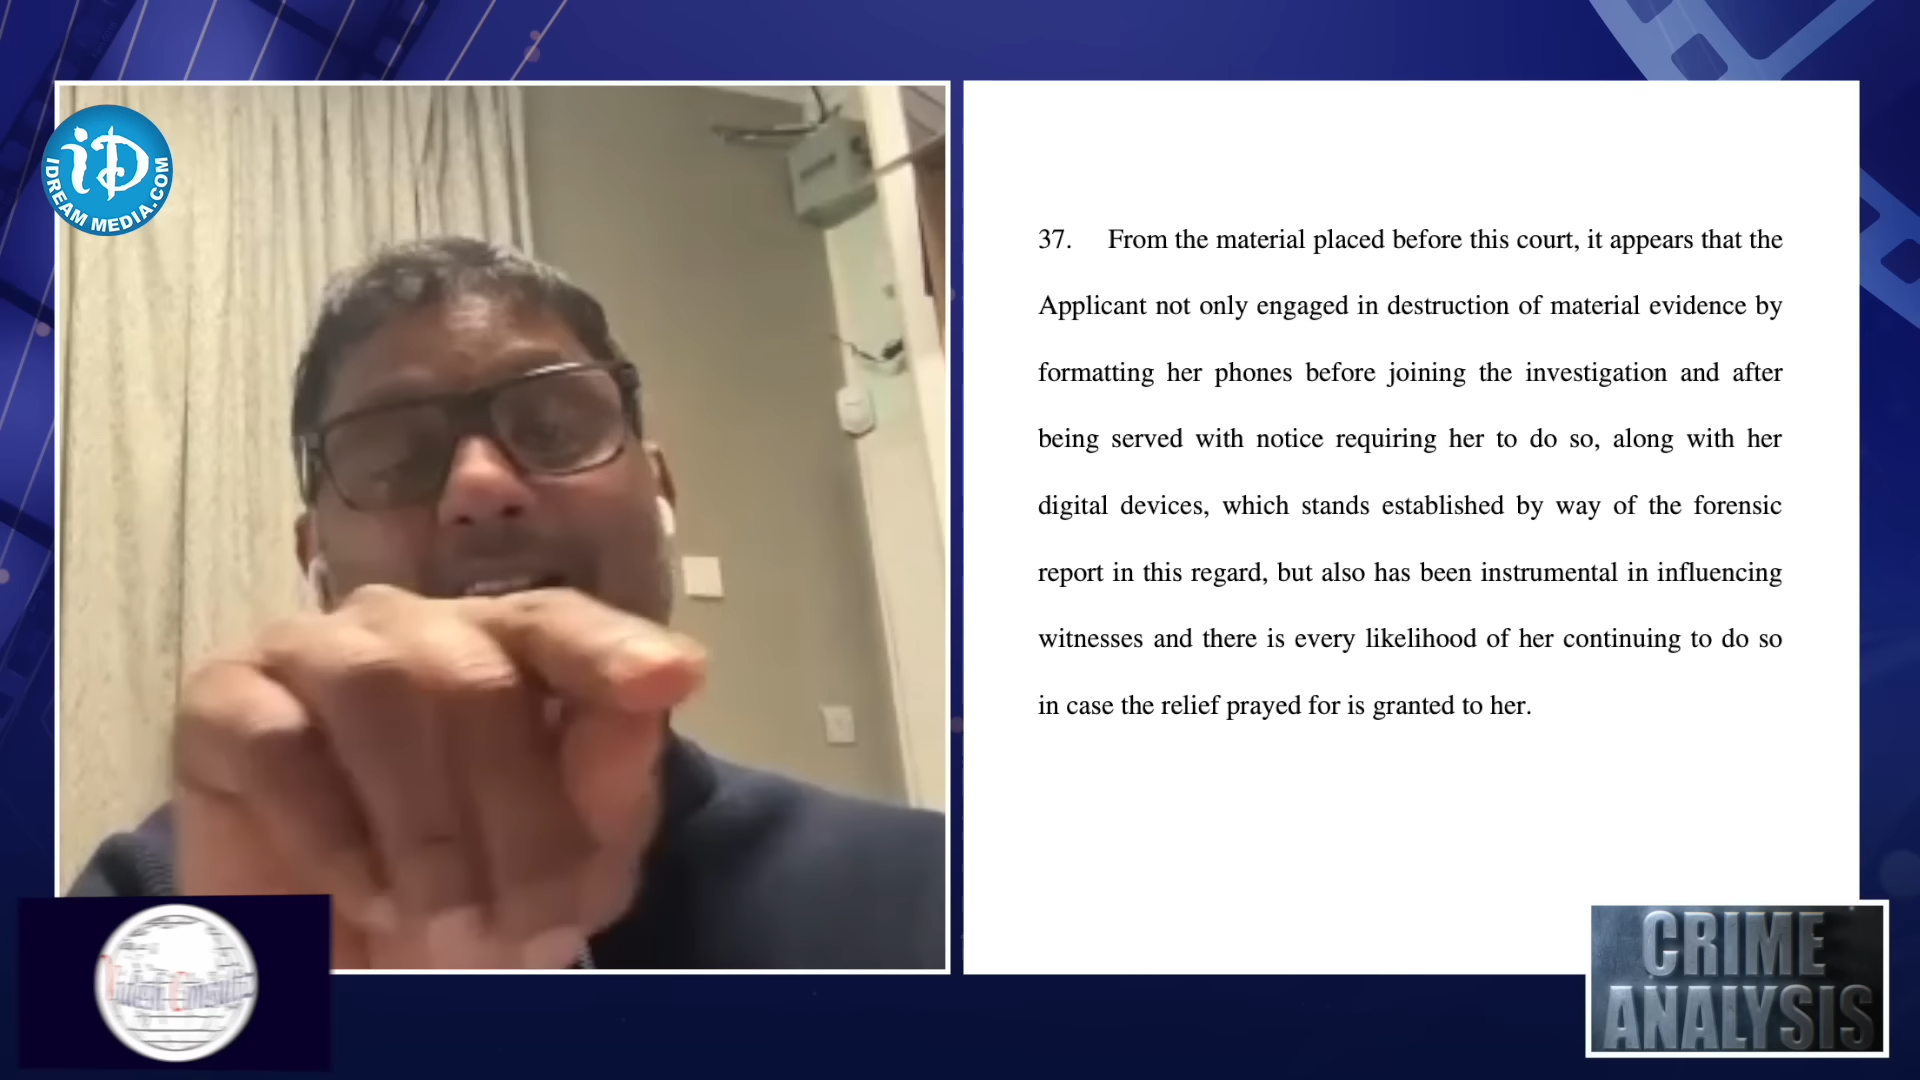 iD
IDREAM MEDIA.COM
37. From the material placed before this court, it appears that the
Applicant not only engaged in destruction of material evidence by
formatting her phones before joining the investigation and after
being served with notice requiring her to do so, along with her
digital devices, which stands established by way of the forensic
report in this regard, but also has been instrumental in influencing
witnesses and there is every likelihood of her continuing to do so
in case the relief prayed for is granted to her.
CRIME
ANALYSIS